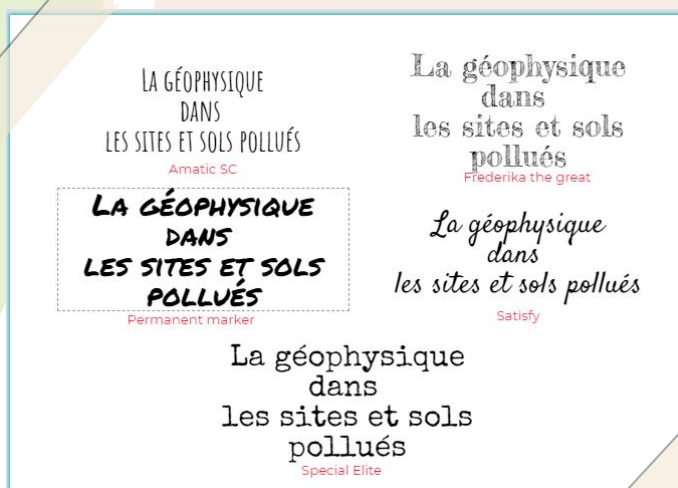 La géophysique
dans
les sites et sols pollués
Amatic SC
La géophysique
dans
les sites et sols
pollués
Frederika the great
La géophysique
dans
les sites et sols
pollués
Permanent marker
La géophysique
dans
les sites et sols pollués
Satisfy
La géophysique
dans
les sites et sols
pollués
Special Elite